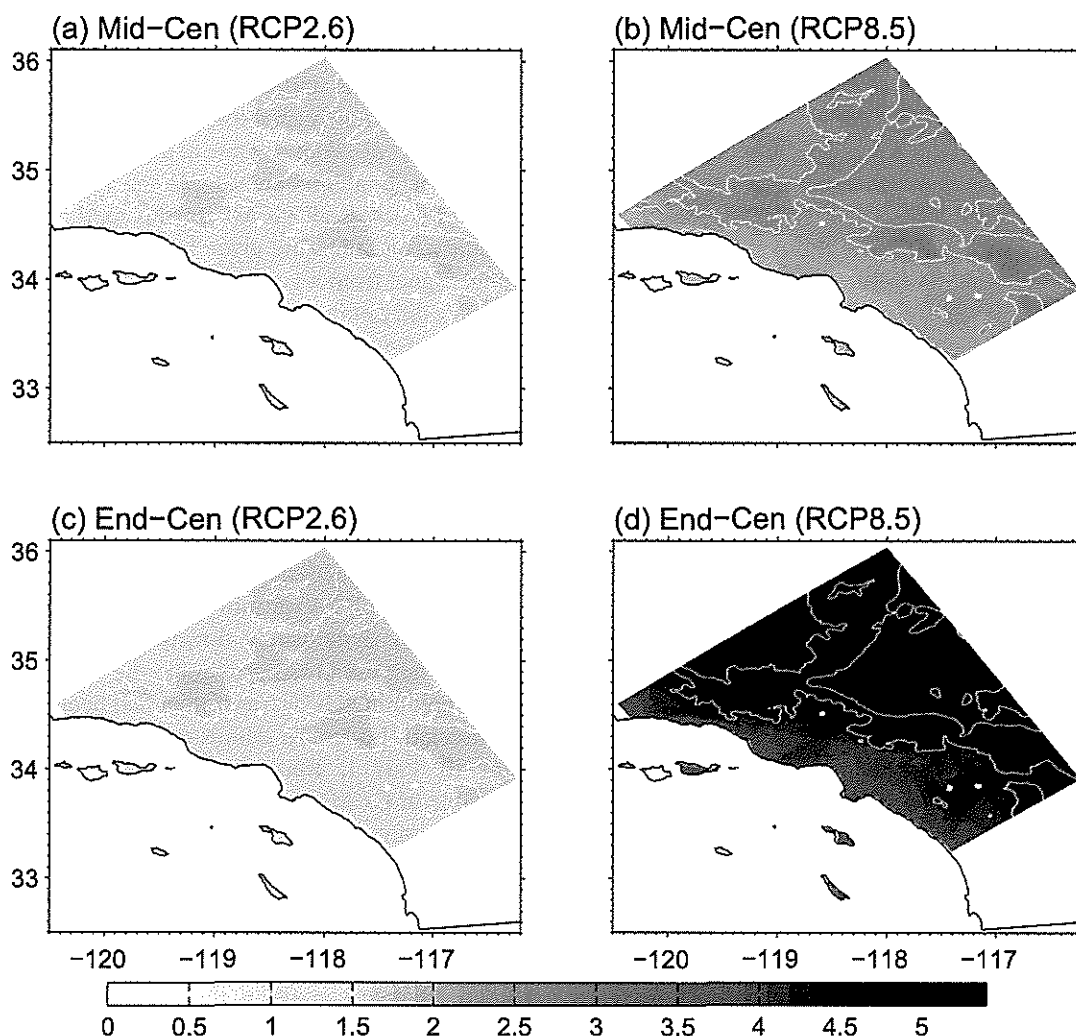 (a) Mid−Cen (RCP2.6)
(b) Mid−Cen (RCP8.5)
36
35
34
33
(c) End−Cen (RCP2.6)
(d) End−Cen (RCP8.5)
36
35
34
33
−120 −119 −118 −117
−120 −119 −118 −117
0 0.5 1 1.5 2 2.5 3 3.5 4 4.5 5